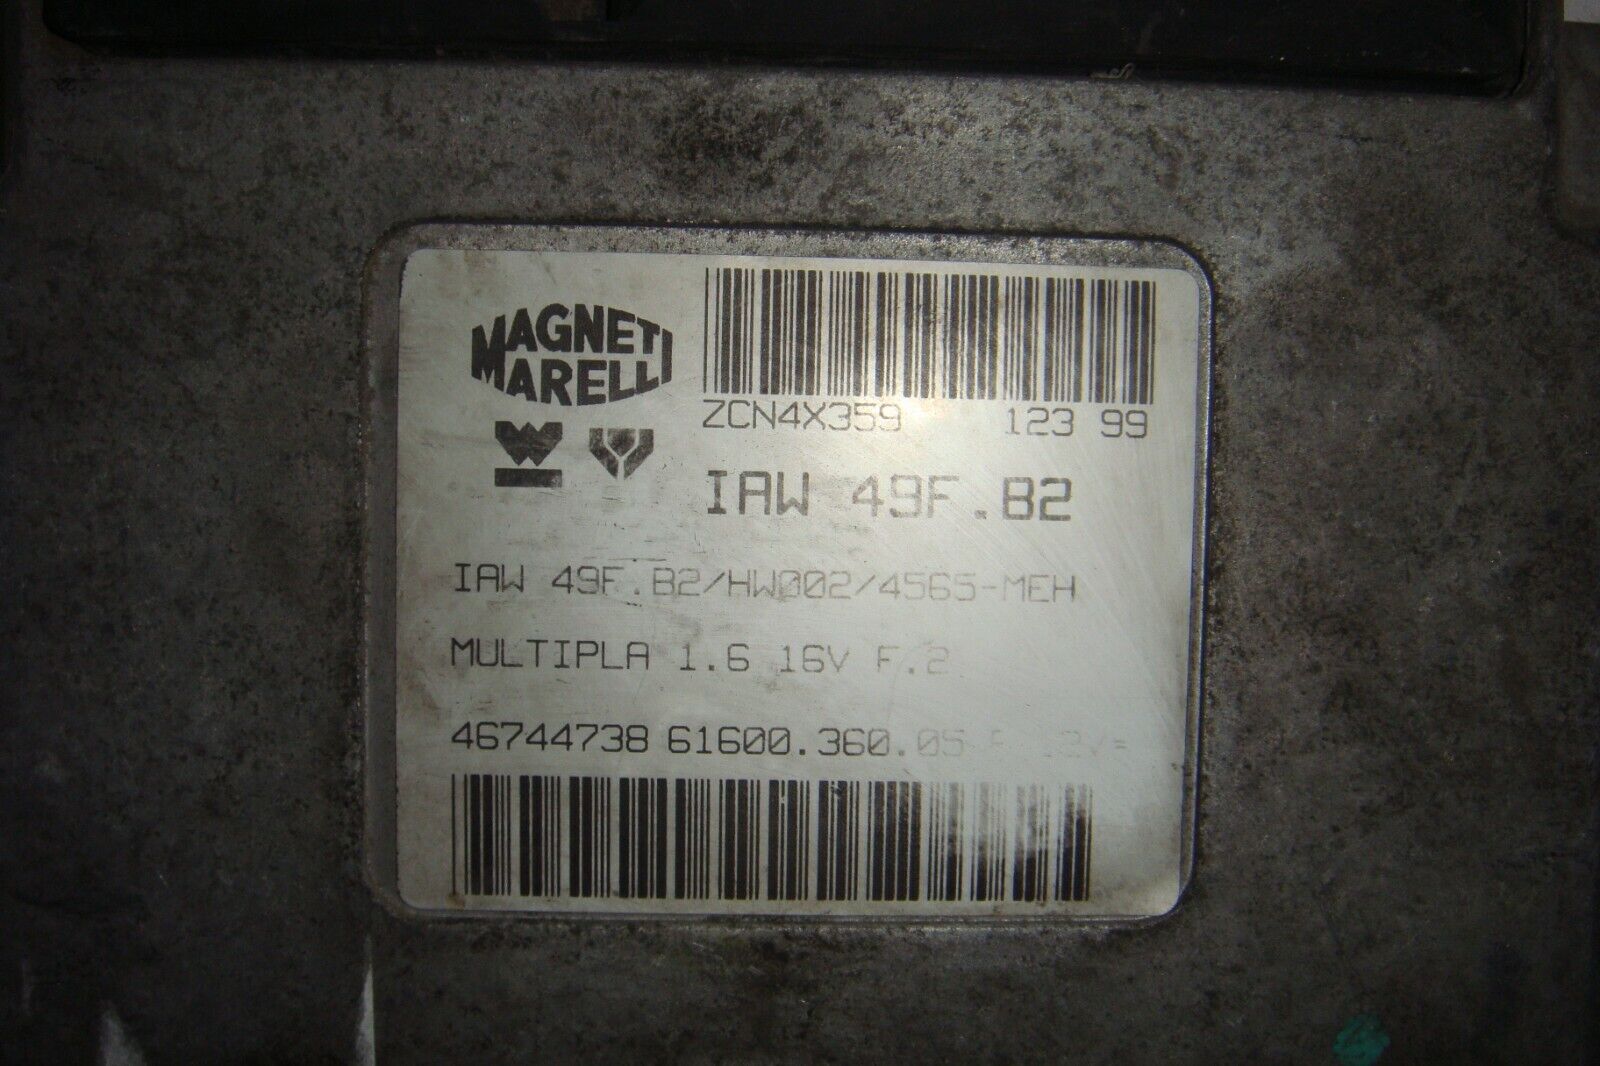 MAGNETI
MARELLI
ZCN4X359 123 99
IAW 49F.B2
IAW 49F.B2/HW002/4565-MEH
MULTIPLA 1.6 16V F.2
46744738 61600.360.05